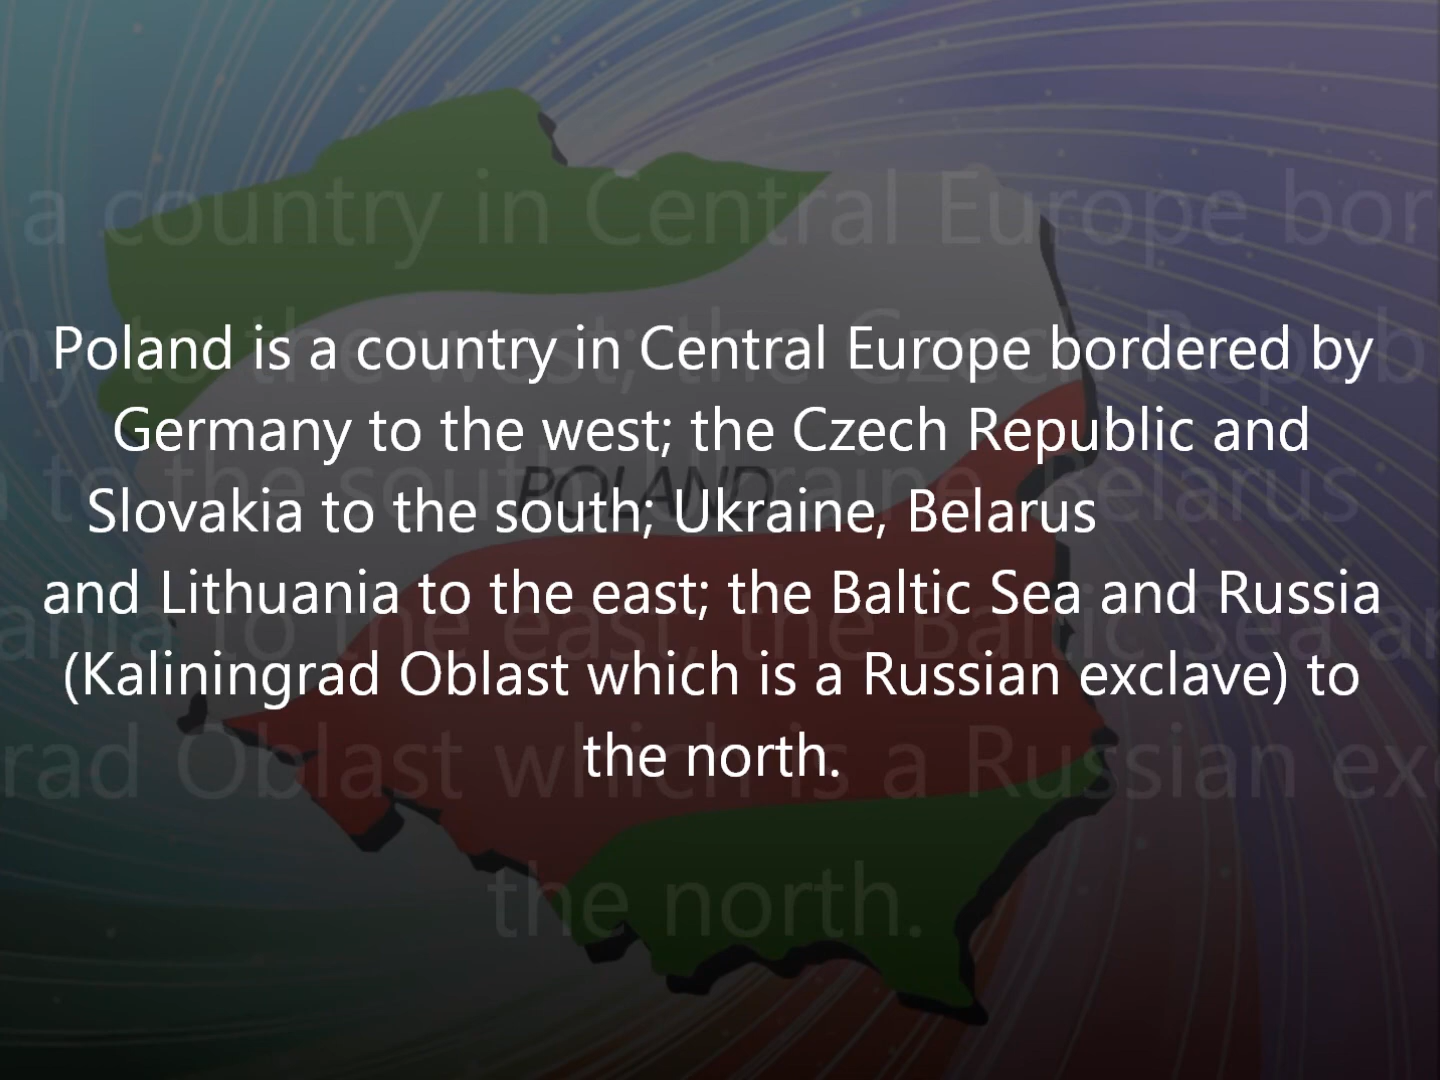 Poland is a country in Central Europe bordered by
Germany to the west; the Czech Republic and
Slovakia to the south; Ukraine, Belarus
and Lithuania to the east; the Baltic Sea and Russia
(Kaliningrad Oblast which is a Russian exclave) to
the north.
POLAND